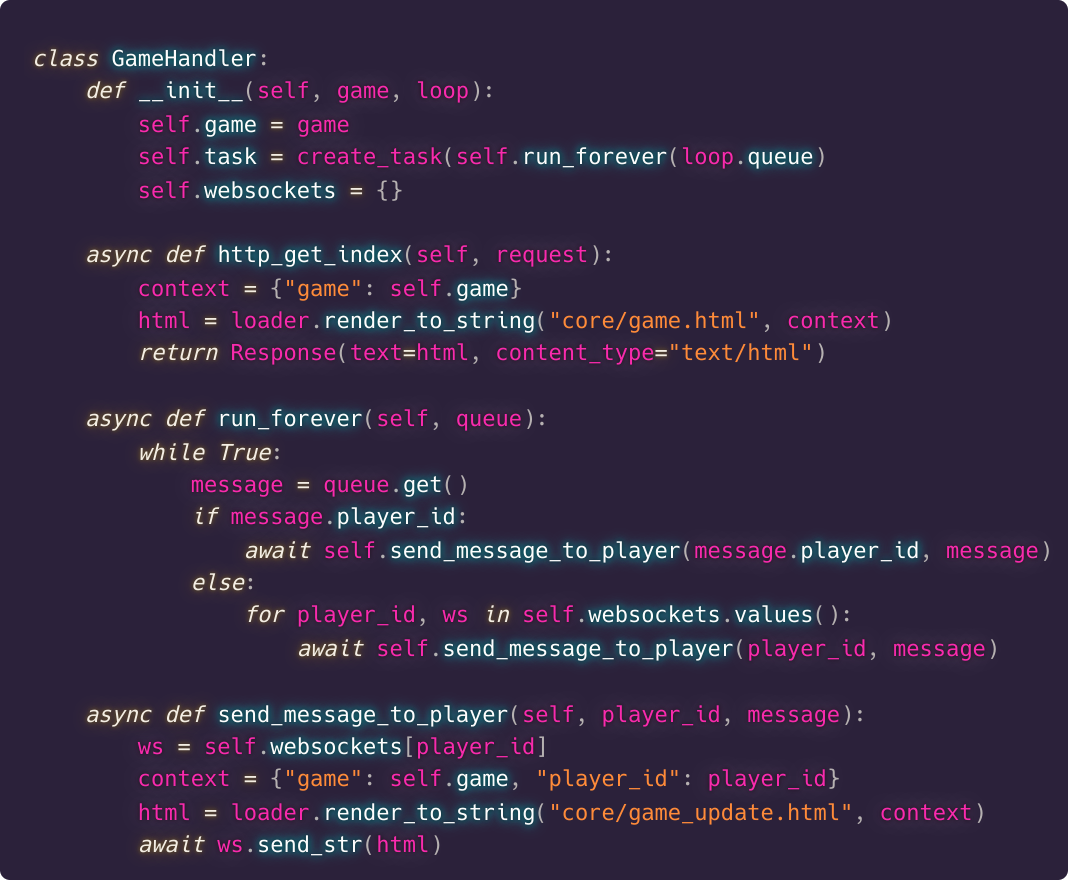 class GameHandler:
    def __init__(self, game, loop):
        self.game = game
        self.task = create_task(self.run_forever(loop.queue)
        self.websockets = {}

    async def http_get_index(self, request):
        context = {"game": self.game}
        html = loader.render_to_string("core/game.html", context)
        return Response(text=html, content_type="text/html")

    async def run_forever(self, queue):
        while True:
            message = queue.get()
            if message.player_id:
                await self.send_message_to_player(message.player_id, message)
            else:
                for player_id, ws in self.websockets.values():
                    await self.send_message_to_player(player_id, message)

    async def send_message_to_player(self, player_id, message):
        ws = self.websockets[player_id]
        context = {"game": self.game, "player_id": player_id}
        html = loader.render_to_string("core/game_update.html", context)
        await ws.send_str(html)